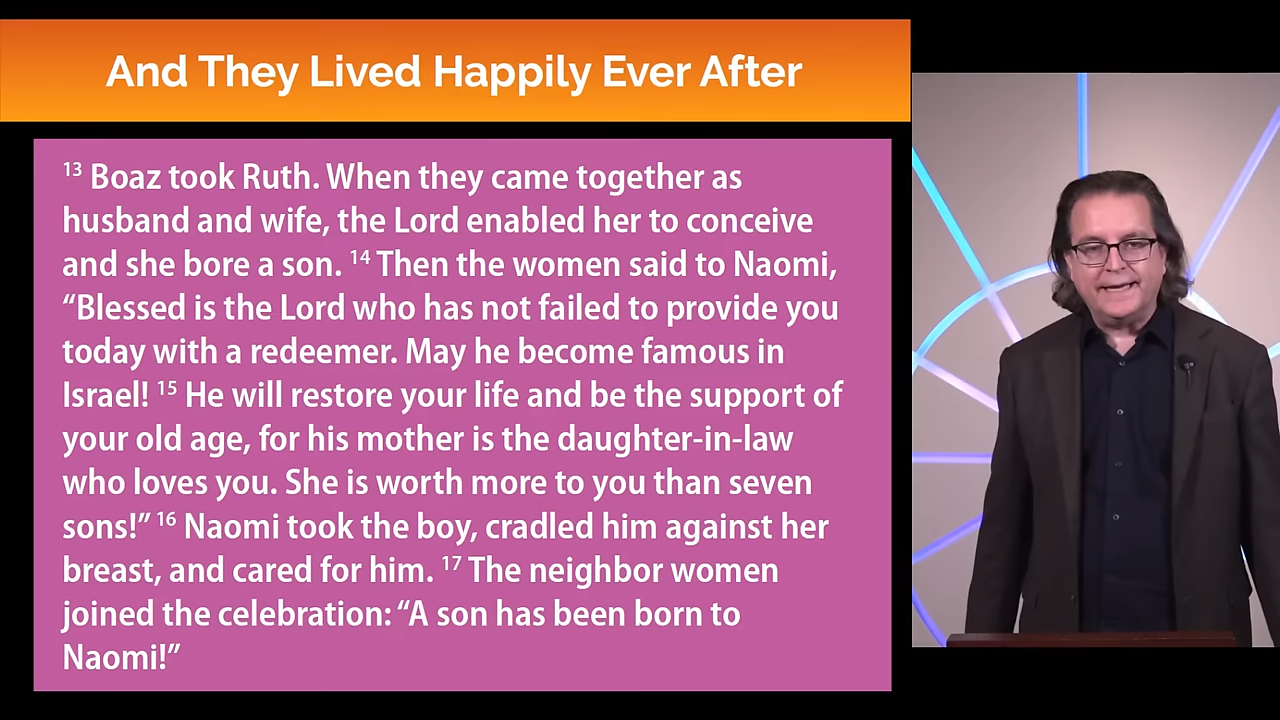 And They Lived Happily Ever After
13 Boaz took Ruth. When they came together as
husband and wife, the Lord enabled her to conceive
and she bore a son. 14 Then the women said to Naomi,
“Blessed is the Lord who has not failed to provide you
today with a redeemer. May he become famous in
Israel! 15 He will restore your life and be the support of
your old age, for his mother is the daughter-in-law
who loves you. She is worth more to you than seven
sons!” 16 Naomi took the boy, cradled him against her
breast, and cared for him. 17 The neighbor women
joined the celebration: “A son has been born to
Naomi!”